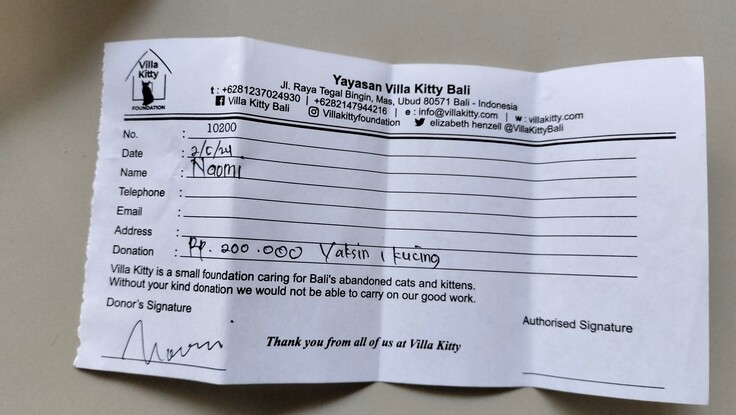 Villa
Kitty
FOUNDATION
Yayasan Villa Kitty Bali
Jl. Raya Tegal Bingin, Mas, Ubud 80571 Bali - Indonesia
t : +6281237024930 | +6282147944216 | e : info@villakitty.com | w : villakitty.com
Villa Kitty Bali Villakittyfoundation elizabeth henzell @VillaKittyBali
No. : 10200
Date :
Name : Naomi
Telephone :
Email :
Address :
Donation : Rp. 200.000 Vaksin 1 kucing
Villa Kitty is a small foundation caring for Bali's abandoned cats and kittens.
Without your kind donation we would not be able to carry on our good work.
Donor's Signature
Authorised Signature
Thank you from all of us at Villa Kitty